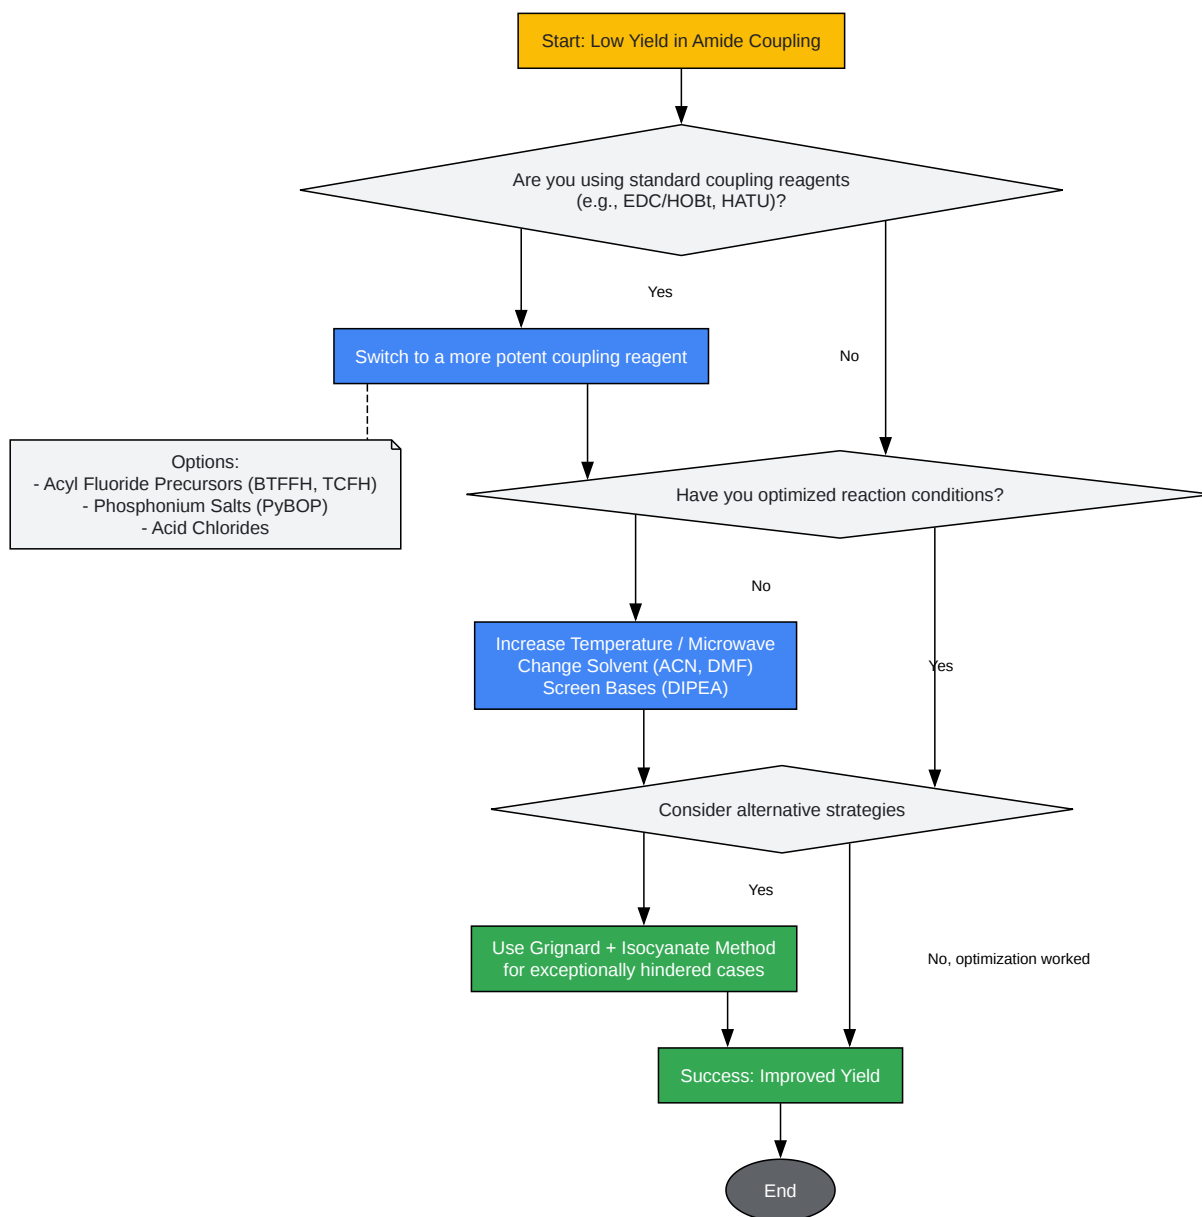 Start: Low Yield in Amide Coupling
Are you using standard coupling reagents
(e.g., EDC/HOBt, HATU)?
Yes
Switch to a more potent coupling reagent
No
Options:
- Acyl Fluoride Precursors (BTFFH, TCFH)
- Phosphonium Salts (PyBOP)
- Acid Chlorides
Have you optimized reaction conditions?
No
Increase Temperature / Microwave
Change Solvent (ACN, DMF)
Screen Bases (DIPEA)
Yes
Consider alternative strategies
Yes
Use Grignard + Isocyanate Method
for exceptionally hindered cases
No, optimization worked
Success: Improved Yield
End